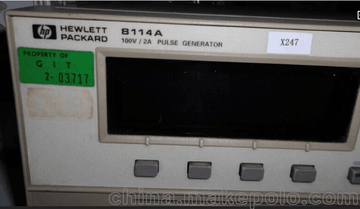 hp HEWLETT PACKARD
8114A
100V / 2A PULSE GENERATOR
X247
PROPERTY OF
G I T
2-03717
china.makepolo.com